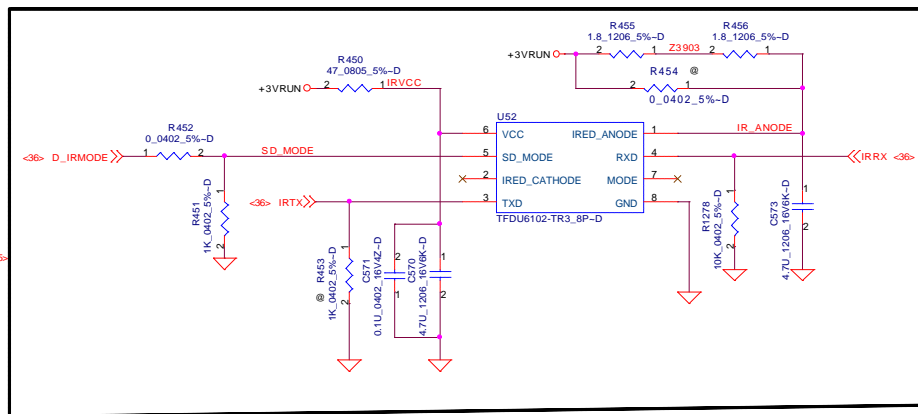 R455
1.8_1206_5%~D
R456
1.8_1206_5%~D
2
1
Z3903
2
1
+3VRUN
R454
@
2
1
0_0402_5%~D
R450
47_0805_5%~D
+3VRUN
2
1
IRVCC
U52
6
VCC
IRED_ANODE
1
IR_ANODE
<36>
D_IRMODE
R452
0_0402_5%~D
1
2
SD_MODE
5
SD_MODE
RXD
4
IRRX
<36>
2
IRED_CATHODE
MODE
7
<36>
IRTX
3
TXD
GND
8
TFDU6102-TR3_8P~D
R451
1K_0402_5%~D
1
2
@
R453
1K_0402_5%~D
1
2
C571
0.1U_0402_16V4Z~D
2
1
C570
4.7U_1206_16V6K~D
1
2
R1278
10K_0402_5%~D
1
2
C573
4.7U_1206_16V6K~D
1
2